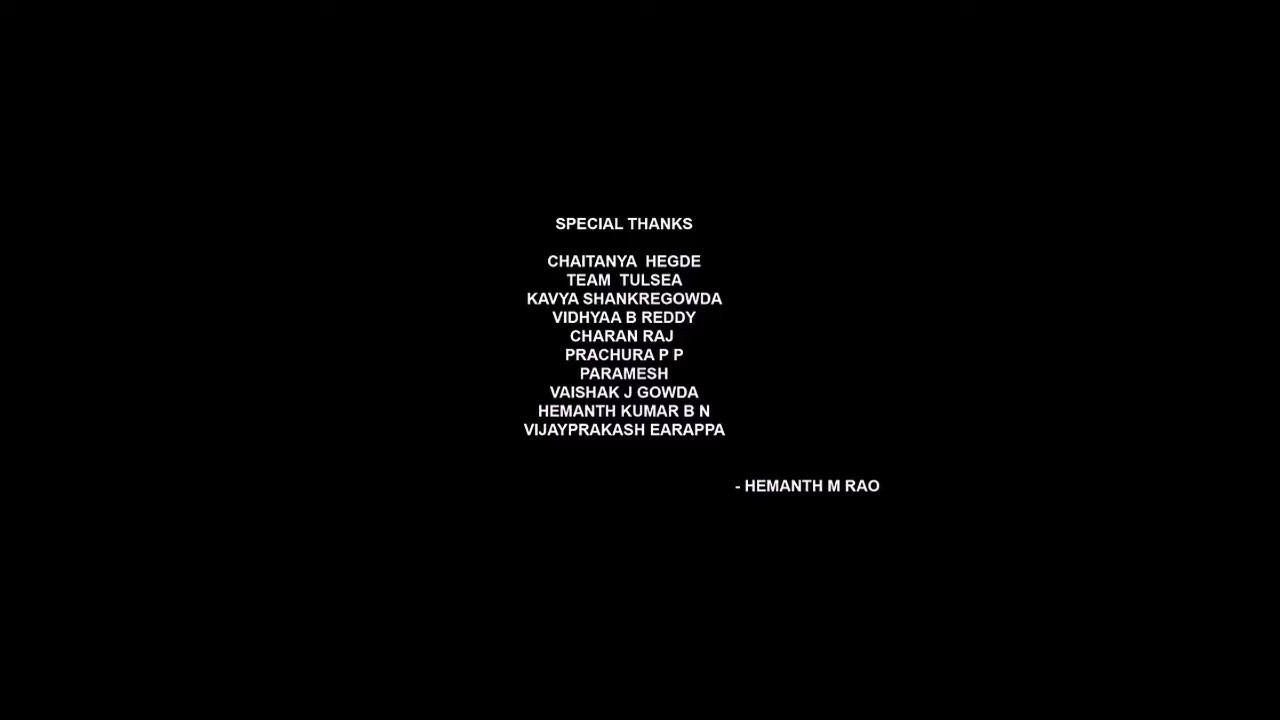 SPECIAL THANKS
CHAITANYA  HEGDE
TEAM  TULSEA
KAVYA SHANKREGOWDA
VIDHYAA B REDDY
CHARAN RAJ
PRACHURA P P
PARAMESH
VAISHAK J GOWDA
HEMANTH KUMAR B N
VIJAYPRAKASH EARAPPA
- HEMANTH M RAO